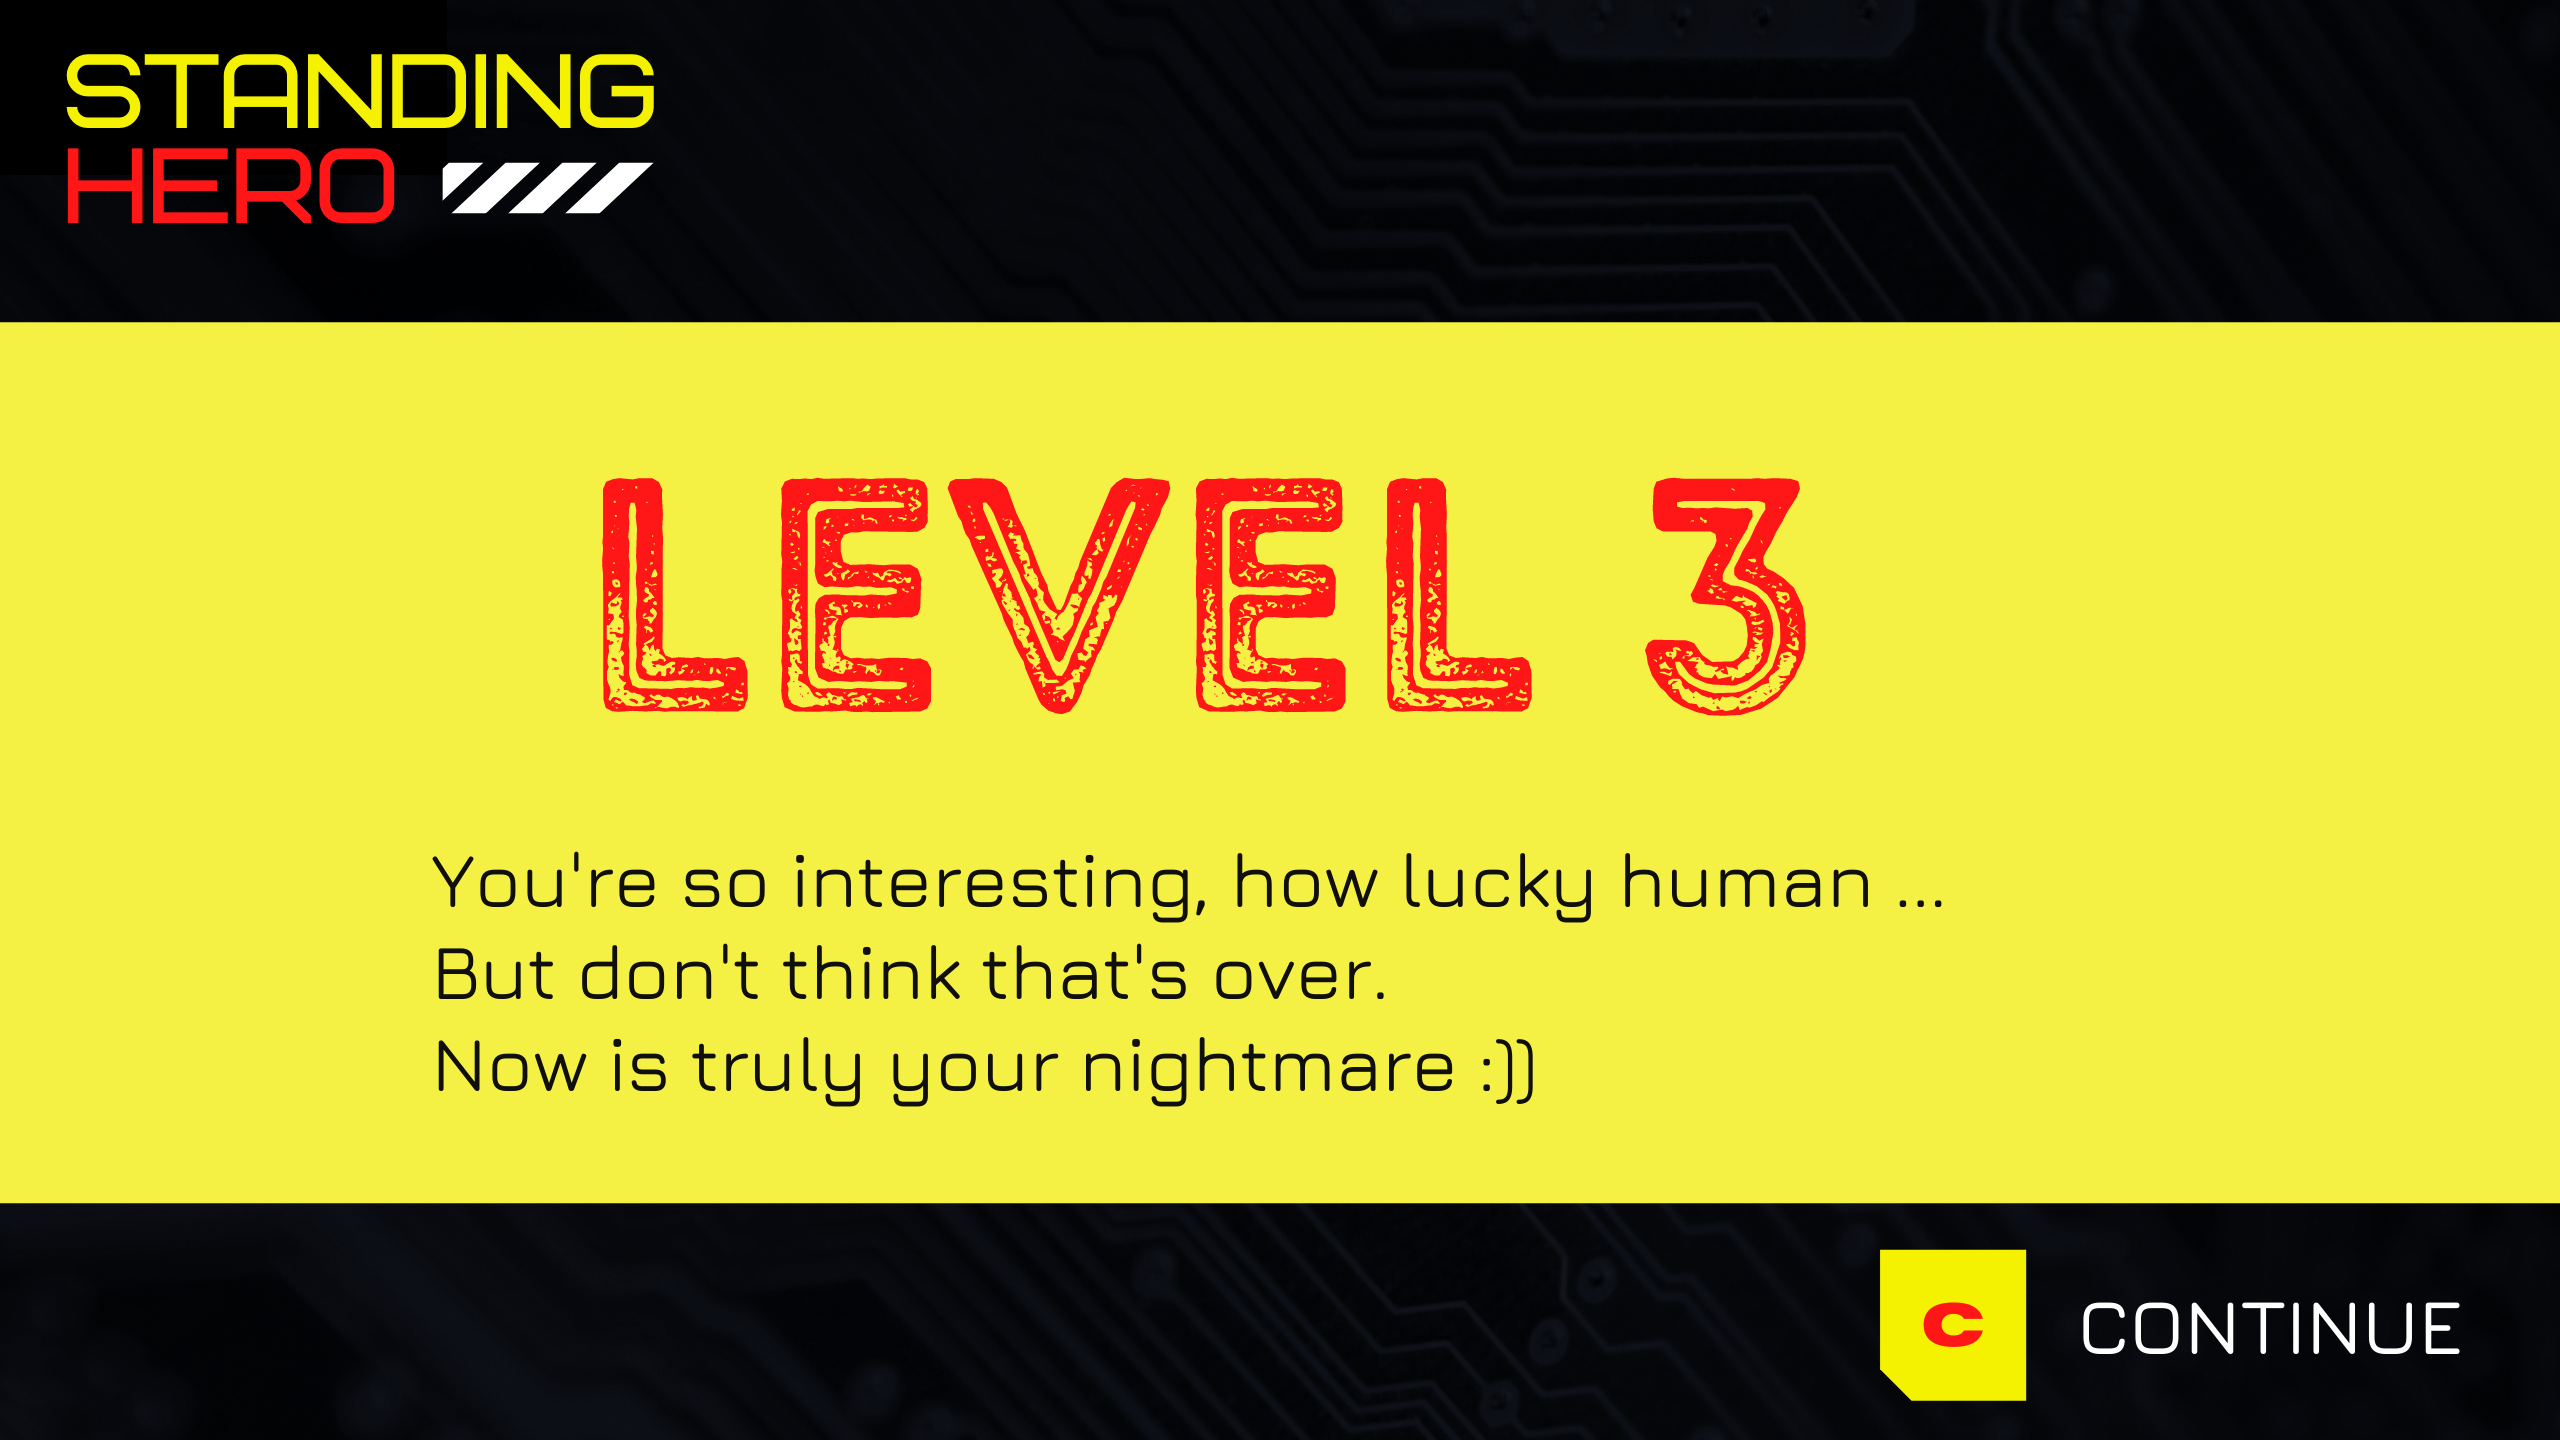 STANDING
HERO
LEVEL 3
You're so interesting, how lucky human ...
But don't think that's over.
Now is truly your nightmare :))
C CONTINUE